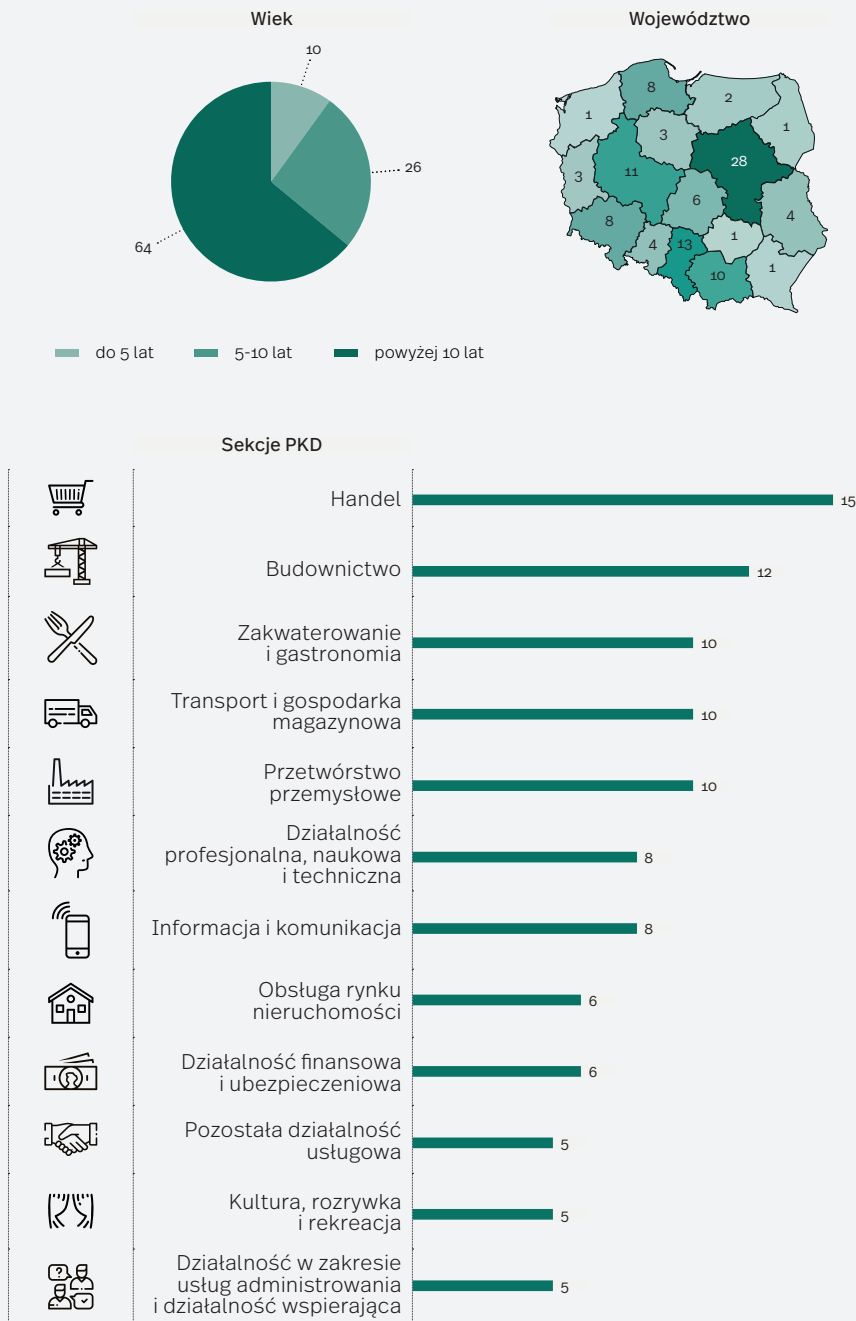 Wiek
10
26
64
do 5 lat
5-10 lat
powyżej 10 lat
Województwo
8
2
1
1
3
28
3
11
6
4
8
4
13
1
10
1
Sekcje PKD
Handel
15
Budownictwo
12
Zakwaterowanie
i gastronomia
10
Transport i gospodarka
magazynowa
10
Przetwórstwo
przemysłowe
10
Działalność
profesjonalna, naukowa
i techniczna
8
Informacja i komunikacja
8
Obsługa rynku
nieruchomości
6
Działalność finansowa
i ubezpieczeniowa
6
Pozostała działalność
usługowa
5
Kultura, rozrywka
i rekreacja
5
Działalność w zakresie
usług administrowania
i działalność wspierająca
5